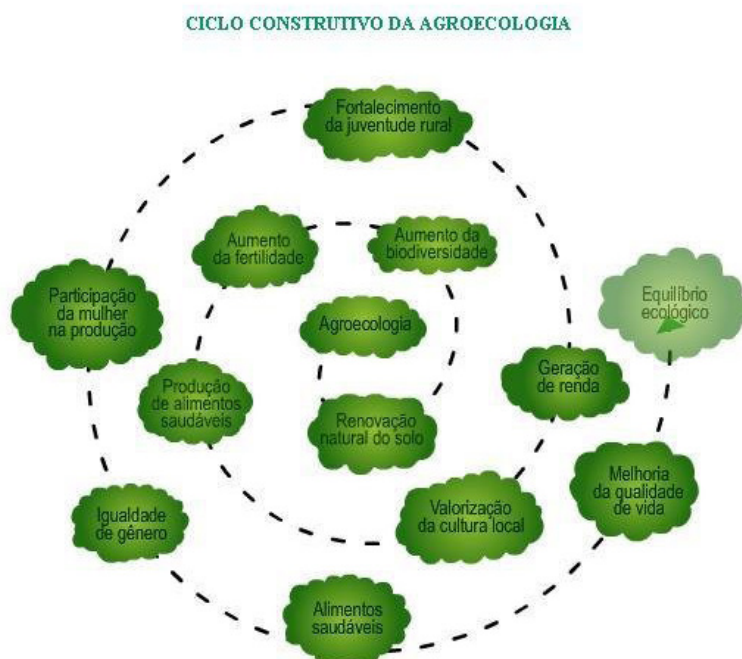 CICLO CONSTRUTIVO DA AGROECOLOGIA
Fortalecimento
da juventude rural
Aumento
da fertilidade
Aumento da
biodiversidade
Participação
da mulher
na produção
Equilíbrio
ecológico
Agroecologia
Produção
de alimentos
saudáveis
Geração
de renda
Renovação
natural do solo
Melhoria
da qualidade
de vida
Igualdade
de gênero
Valorização
da cultura local
Alimentos
saudáveis